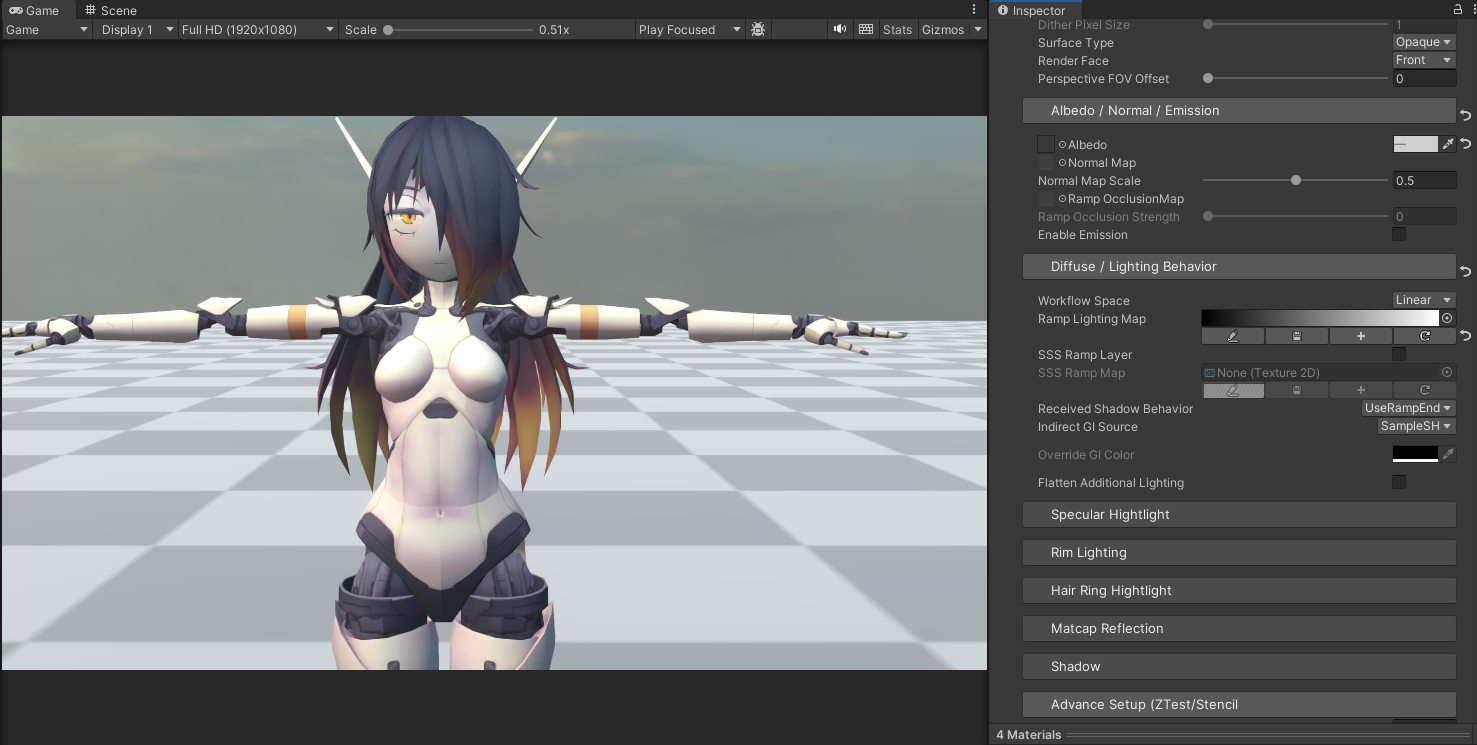 Game
Scene
Game
Display 1
Full HD (1920x1080)
Scale
0.51x
Play Focused
Stats
Gizmos
Inspector
Dither Pixel Size
1
Surface Type
Opaque
Render Face
Front
Perspective FOV Offset
0
Albedo / Normal / Emission
Albedo
Normal Map
Normal Map Scale
0.5
Ramp OcclusionMap
Ramp Occlusion Strength
0
Enable Emission
Diffuse / Lighting Behavior
Workflow Space
Linear
Ramp Lighting Map
SSS Ramp Layer
SSS Ramp Map
None (Texture 2D)
Received Shadow Behavior
UseRampEnd
Indirect GI Source
SampleSH
Override GI Color
Flatten Additional Lighting
Specular Hightlight
Rim Lighting
Hair Ring Hightlight
Matcap Reflection
Shadow
Advance Setup (ZTest/Stencil
4 Materials